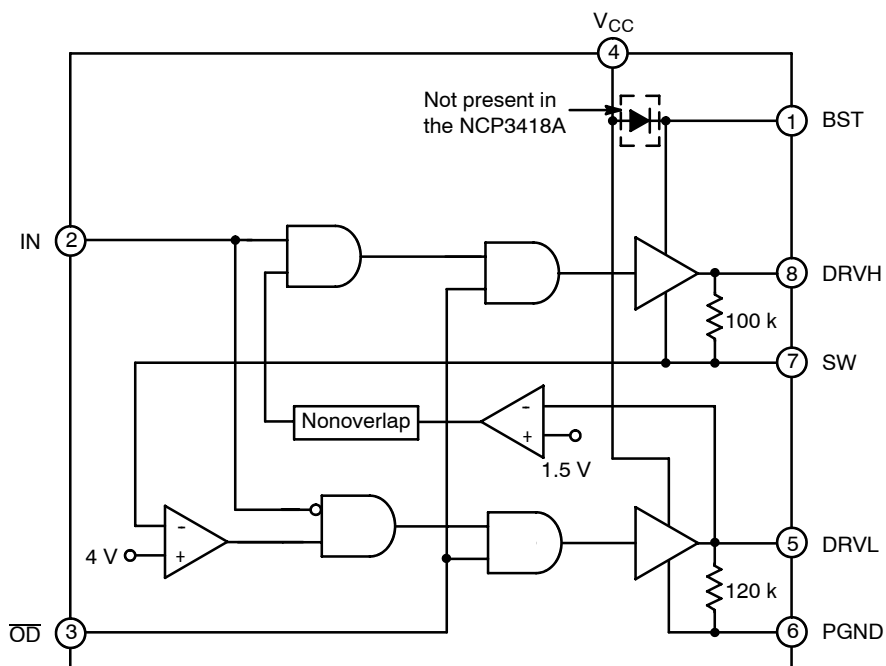 VCC
4
Not present in
the NCP3418A
1 BST
IN 2
8 DRVH
100 k
7 SW
Nonoverlap
-
+
1.5 V
-
4 V +
5 DRVL
120 k
OD 3
6 PGND